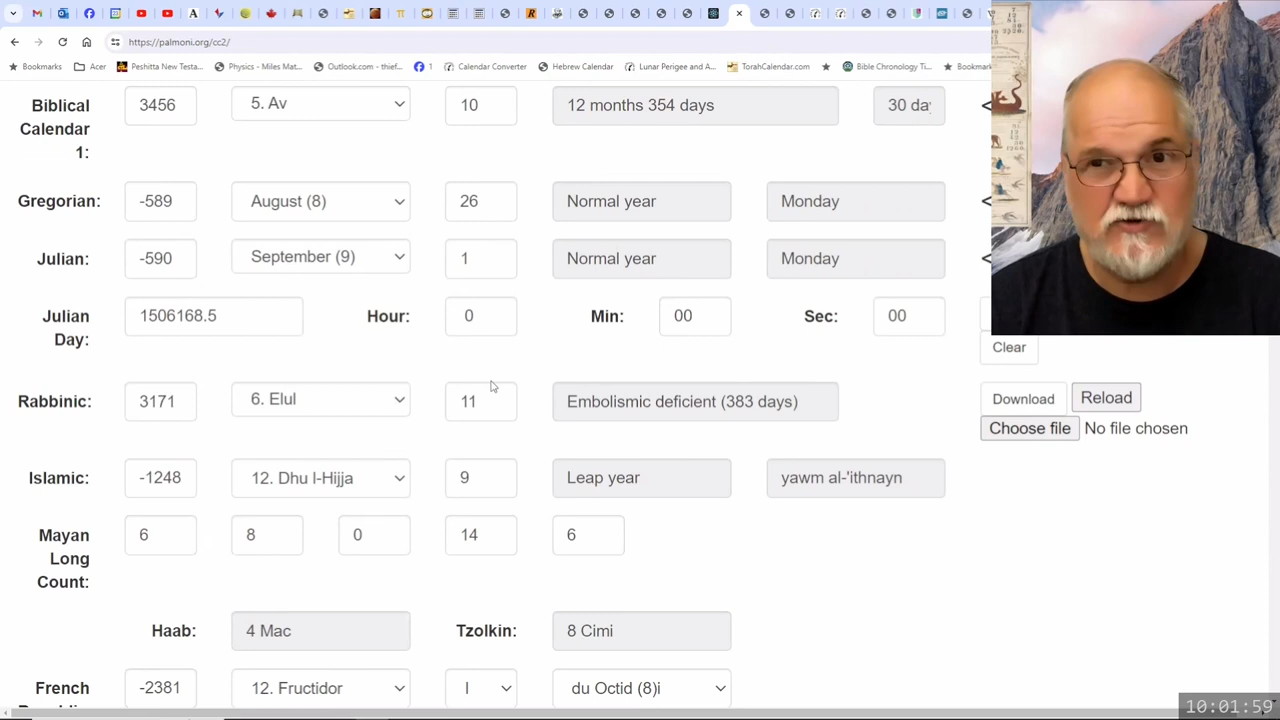 https://palmoni.org/cc2/
Bookmarks Acer Peshitta New Testa... Physics - Miles Ma Outlook.com - 1 Calendar Converter Hebrew Calendar Lunar Perigee and A... TorahCalendar.com Bible Chronology Ti... Bookmark
Biblical Calendar 1: 3456 5. Av 10 12 months 354 days 30 da
Gregorian: -589 August (8) 26 Normal year Monday
Julian: -590 September (9) 1 Normal year Monday
Julian Day: 1506168.5 Hour: 0 Min: 00 Sec: 00
Clear
Rabbinic: 3171 6. Elul 11 Embolismic deficient (383 days) Download Reload
Choose file No file chosen
Islamic: -1248 12. Dhu l-Hijja 9 Leap year yawm al-'ithnayn
Mayan Long Count: 6 8 0 14 6
Haab: 4 Mac Tzolkin: 8 Cimi
French -2381 12. Fructidor I du Octid (8)i
10:01:59